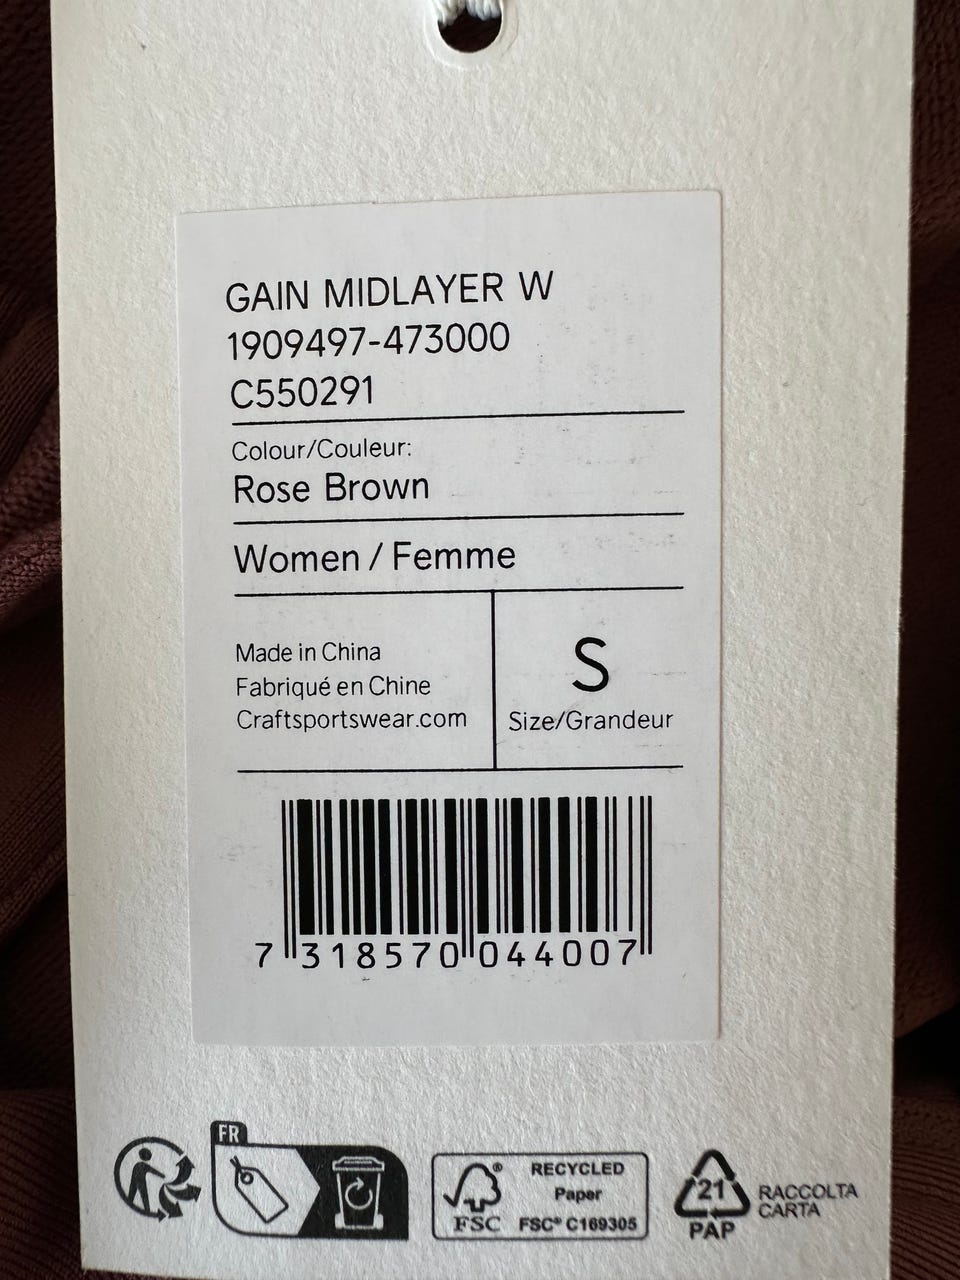 GAIN MIDLAYER W
1909497-473000
C550291
Colour/Couleur:
Rose Brown
Women / Femme
Made in China
Fabriqué en Chine
Craftsportswear.com
S
Size/Grandeur
7 318570 044007
FR
FSC®
RECYCLED
Paper
FSC® C169305
21
PAP
RACCOLTA
CARTA